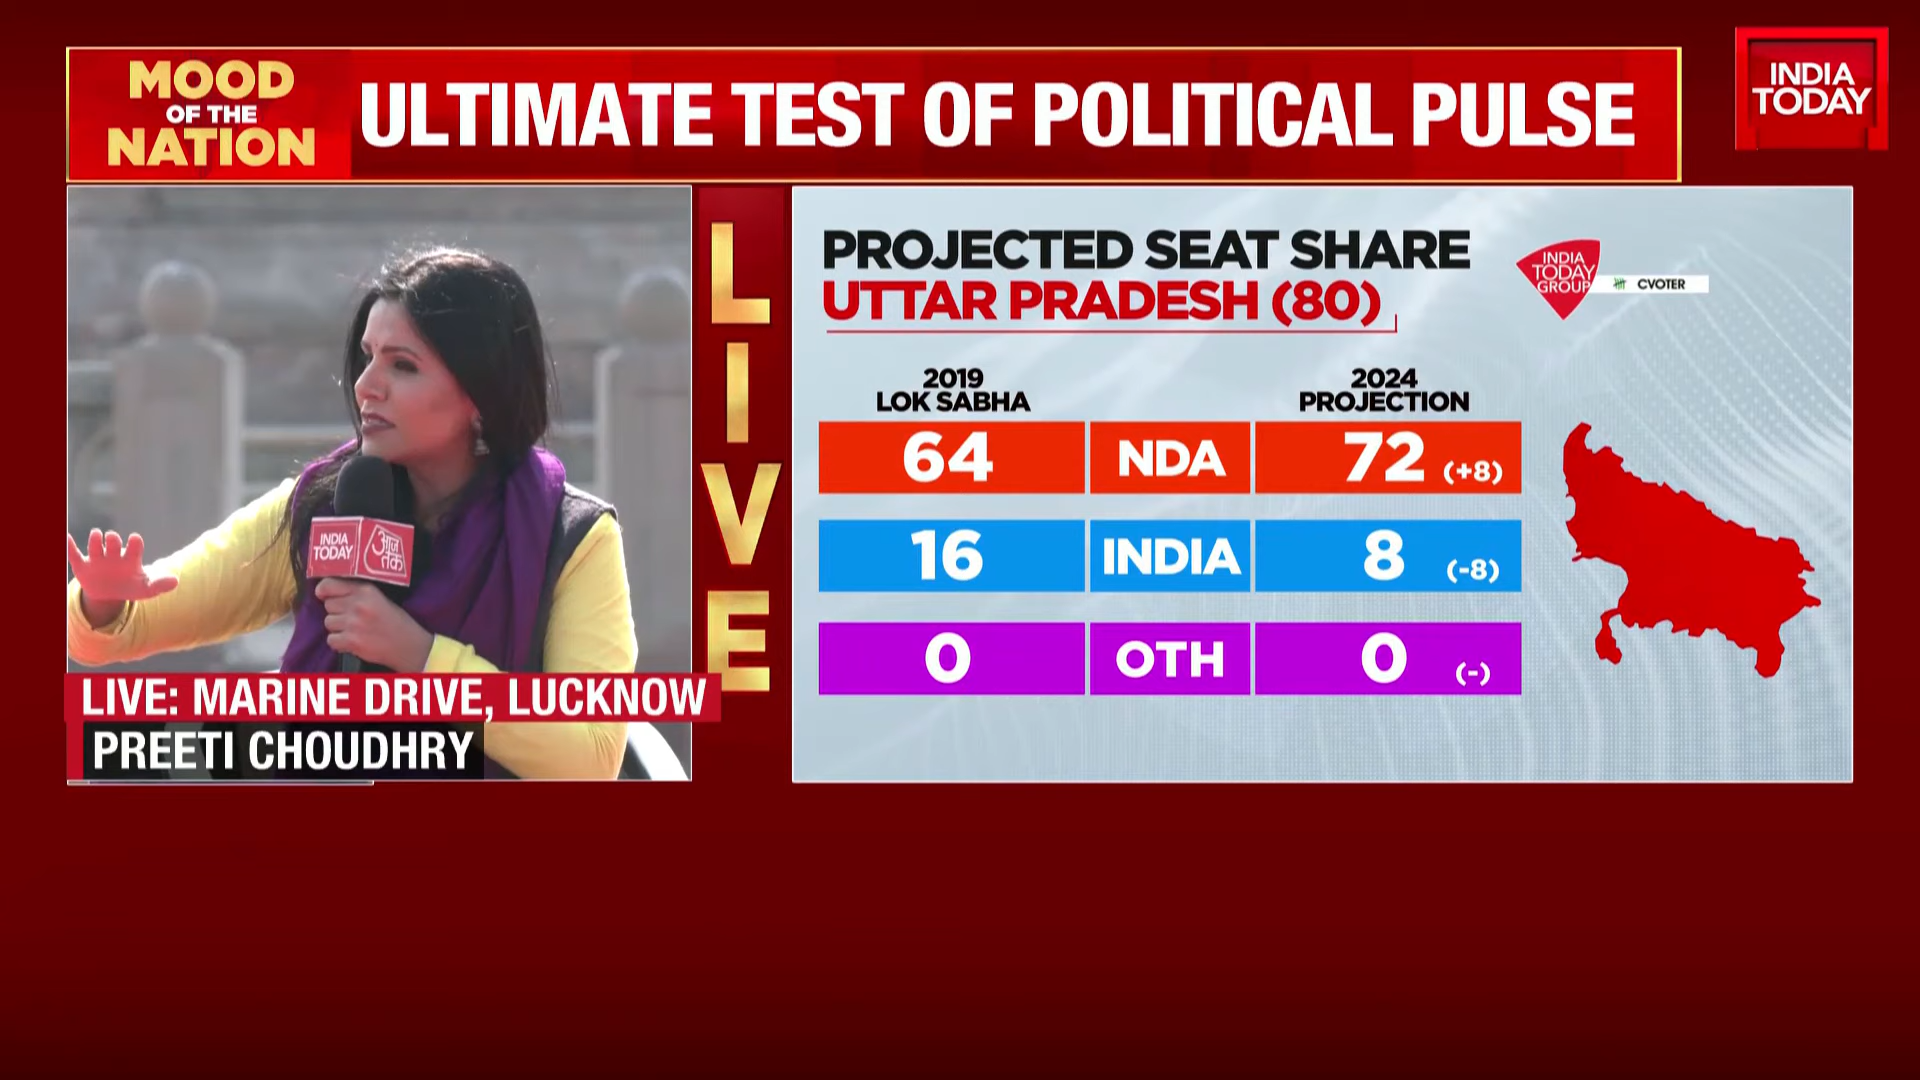 MOOD
OF THE
NATION
ULTIMATE TEST OF POLITICAL PULSE
INDIA
TODAY
LIVE
INDIA
TODAY
आज
तक
LIVE: MARINE DRIVE, LUCKNOW
PREETI CHOUDHRY
PROJECTED SEAT SHARE
UTTAR PRADESH (80)
INDIA
TODAY
GROUP
CVOTER
2019
LOK SABHA
2024
PROJECTION
64 NDA 72 (+8)
16 INDIA 8 (-8)
0 OTH 0 (-)